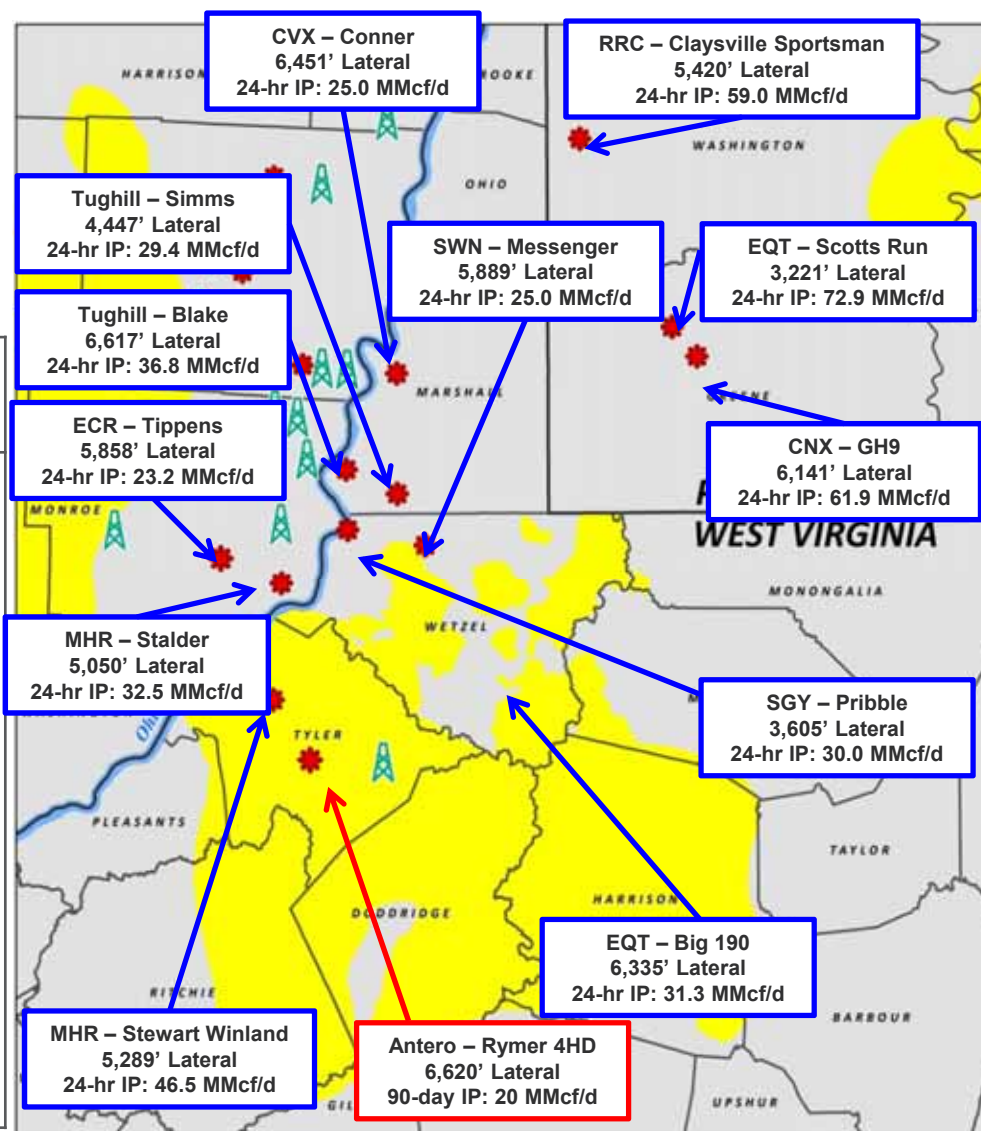 CVX – Conner
6,451’ Lateral
24-hr IP: 25.0 MMcf/d
RRC – Claysville Sportsman
5,420’ Lateral
24-hr IP: 59.0 MMcf/d
HARRISON
OOKE
WASHINGTON
OHIO
Tughill – Simms
4,447’ Lateral
24-hr IP: 29.4 MMcf/d
SWN – Messenger
5,889’ Lateral
24-hr IP: 25.0 MMcf/d
EQT – Scotts Run
3,221’ Lateral
24-hr IP: 72.9 MMcf/d
Tughill – Blake
6,617’ Lateral
24-hr IP: 36.8 MMcf/d
MARSHALL
GREENE
ECR – Tippens
5,858’ Lateral
24-hr IP: 23.2 MMcf/d
CNX – GH9
6,141’ Lateral
24-hr IP: 61.9 MMcf/d
MONROE
WEST VIRGINIA
MONONGALIA
WETZEL
MHR – Stalder
5,050’ Lateral
24-hr IP: 32.5 MMcf/d
SGY – Pribble
3,605’ Lateral
24-hr IP: 30.0 MMcf/d
TYLER
PLEASANTS
TAYLOR
HARRISON
DODDRIDGE
EQT – Big 190
6,335’ Lateral
24-hr IP: 31.3 MMcf/d
RITCHIE
BARBOUR
MHR – Stewart Winland
5,289’ Lateral
24-hr IP: 46.5 MMcf/d
Antero – Rymer 4HD
6,620’ Lateral
90-day IP: 20 MMcf/d
UPSHUR